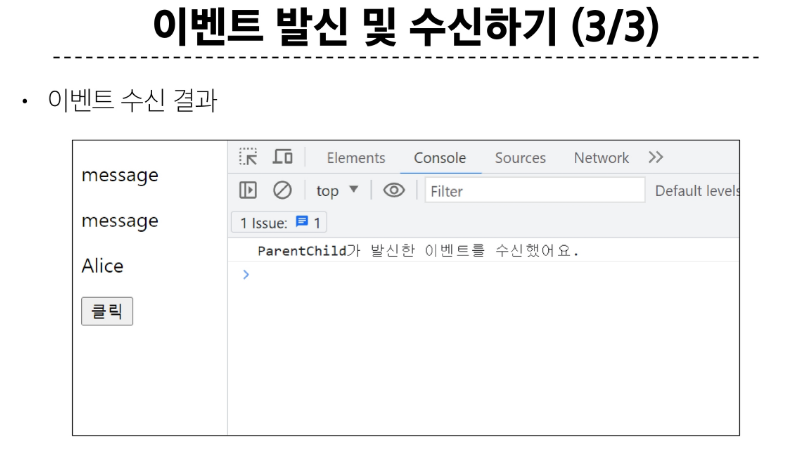 이벤트 발신 및 수신하기 (3/3)
• 이벤트 수신 결과
message
message
Alice
클릭
Elements Console Sources Network
top ▼ Filter Default levels
1 Issue: 1
ParentChild가 발신한 이벤트를 수신했어요.